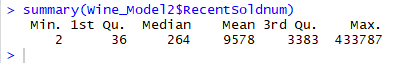 > summary(Wine_Model2$RecentSoldnum)
Min. 1st Qu. Median Mean 3rd Qu. Max.
2 36 264 9578 3383 433787
>